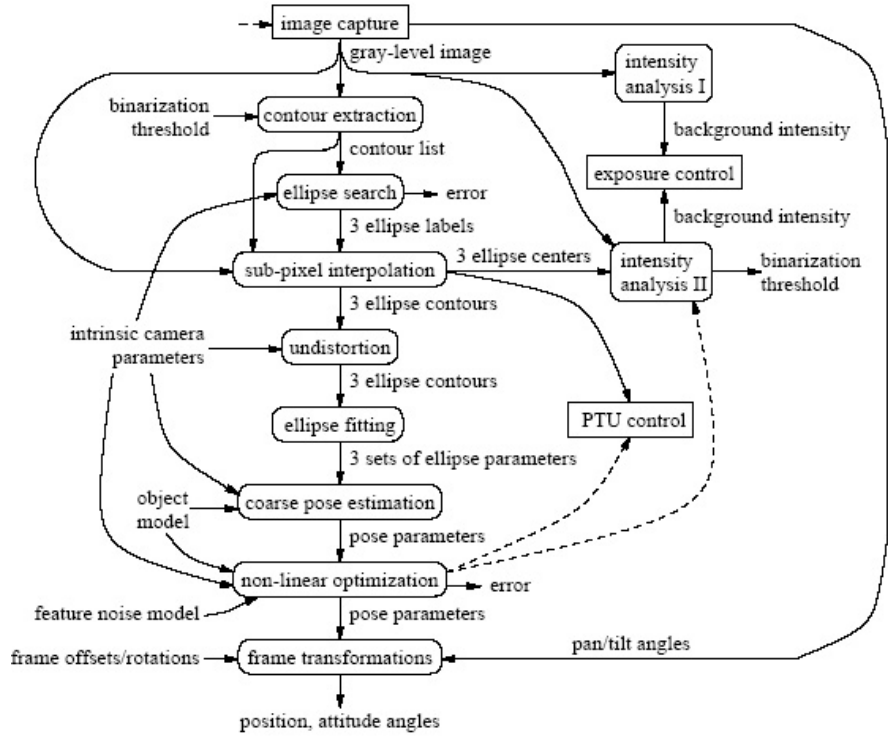 image capture
gray-level image
intensity
analysis I
binarization
threshold
contour extraction
background intensity
contour list
exposure control
ellipse search
error
background intensity
3 ellipse labels
3 ellipse centers
sub-pixel interpolation
intensity
analysis II
binarization
threshold
3 ellipse contours
intrinsic camera
parameters
undistortion
3 ellipse contours
ellipse fitting
PTU control
3 sets of ellipse parameters
object
model
coarse pose estimation
pose parameters
non-linear optimization
error
feature noise model
pose parameters
pan/tilt angles
frame offsets/rotations
frame transformations
position, attitude angles